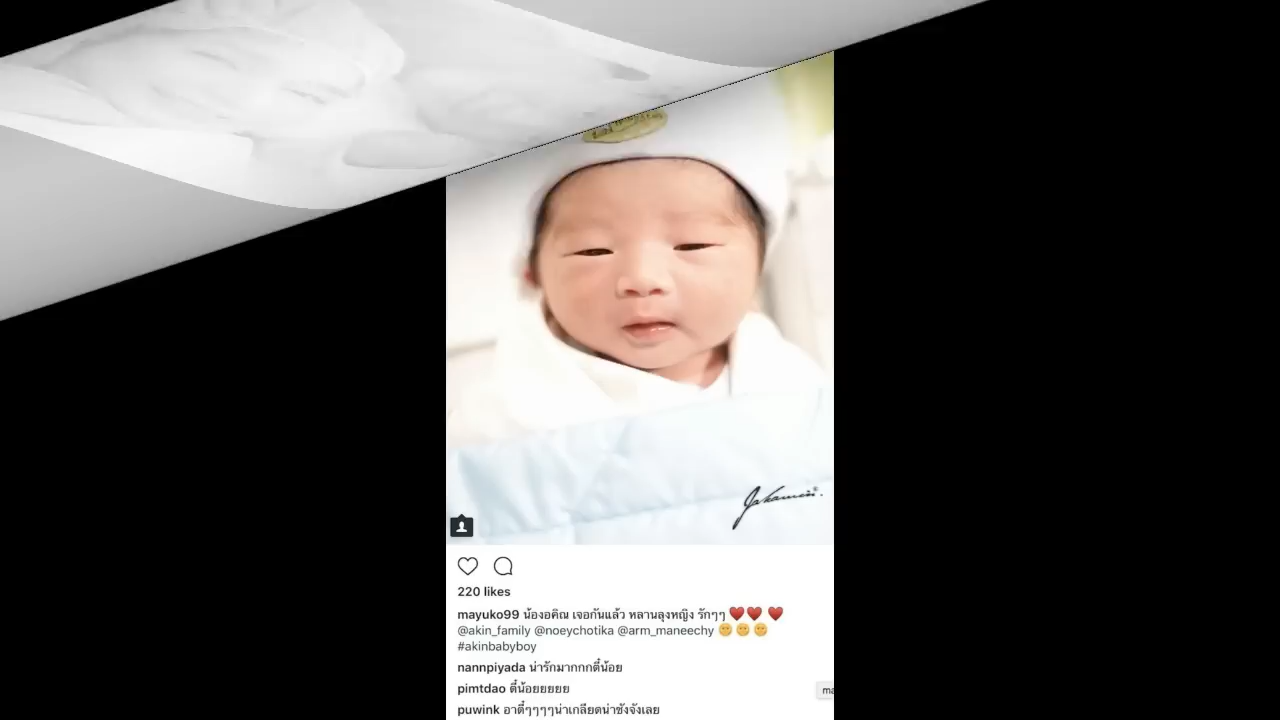 220 likes
mayuko99 น้องอคิณ เจอกันแล้ว หลานลุงหญิง รักๆๆ ❤️❤️ ❤️
@akin_family @noeychotika @arm_maneechy 😙😙😙
#akinbabyboy
nannpiyada น่ารักมากกกตี๋น้อย
pimtdao ตี๋น้อยยยยย
puwink อาตี๋ๆๆๆๆน่าเกลียดน่าชังจังเลย